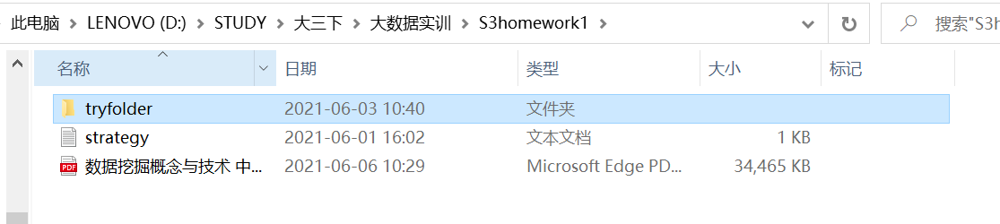 此电脑 > LENOVO (D:) > STUDY > 大三下 > 大数据实训 > S3homework1 > 搜索"S3h
名称 日期 类型 大小 标记
tryfolder 2021-06-03 10:40 文件夹
strategy 2021-06-01 16:02 文本文档 1 KB
PDF 数据挖掘概念与技术 中... 2021-06-06 10:29 Microsoft Edge PD... 34,465 KB